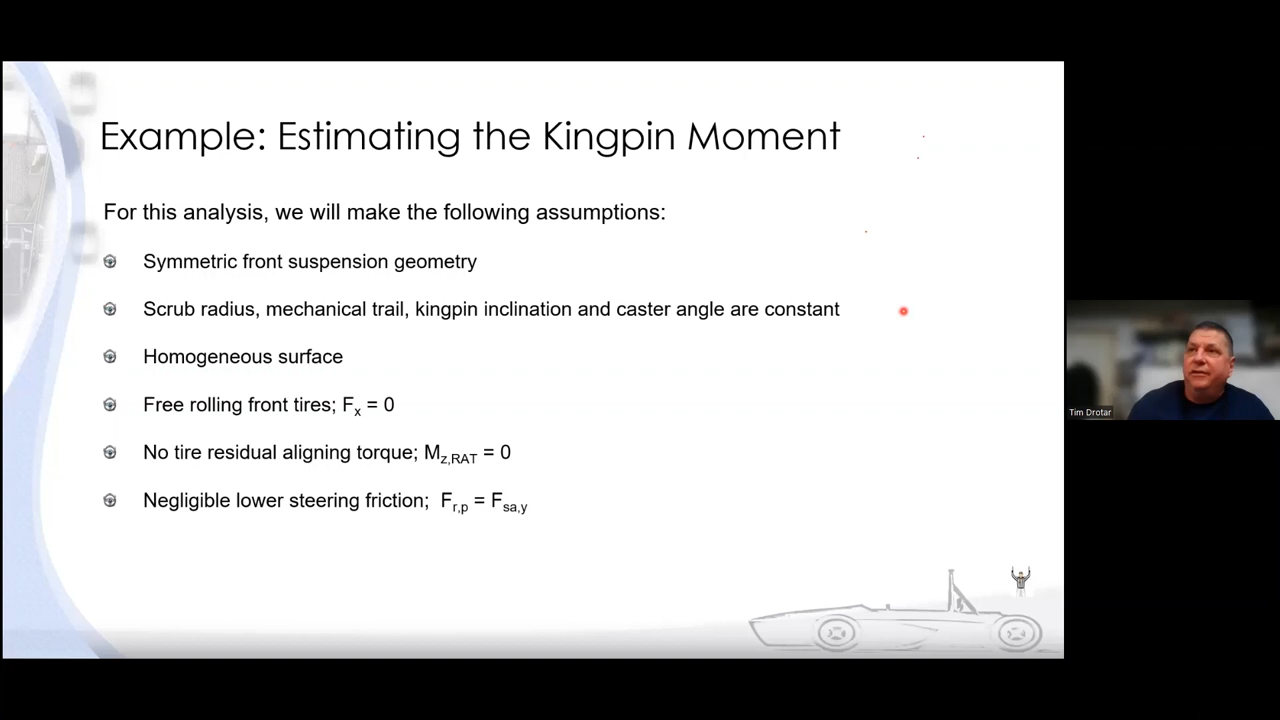 Example: Estimating the Kingpin Moment
For this analysis, we will make the following assumptions:
Symmetric front suspension geometry
Scrub radius, mechanical trail, kingpin inclination and caster angle are constant
Homogeneous surface
Free rolling front tires; Fx = 0
No tire residual aligning torque; Mz,RAT = 0
Negligible lower steering friction; Fr,p = Fsa,y
Tim Drotar